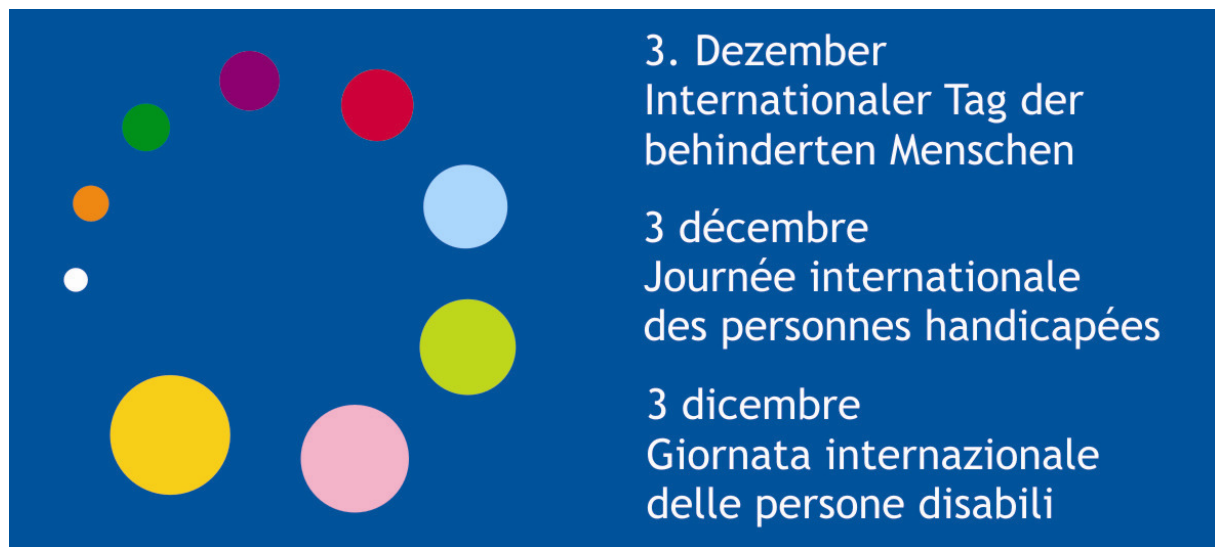 3. Dezember
Internationaler Tag der
behinderten Menschen
3 décembre
Journée internationale
des personnes handicapées
3 dicembre
Giornata internazionale
delle persone disabili